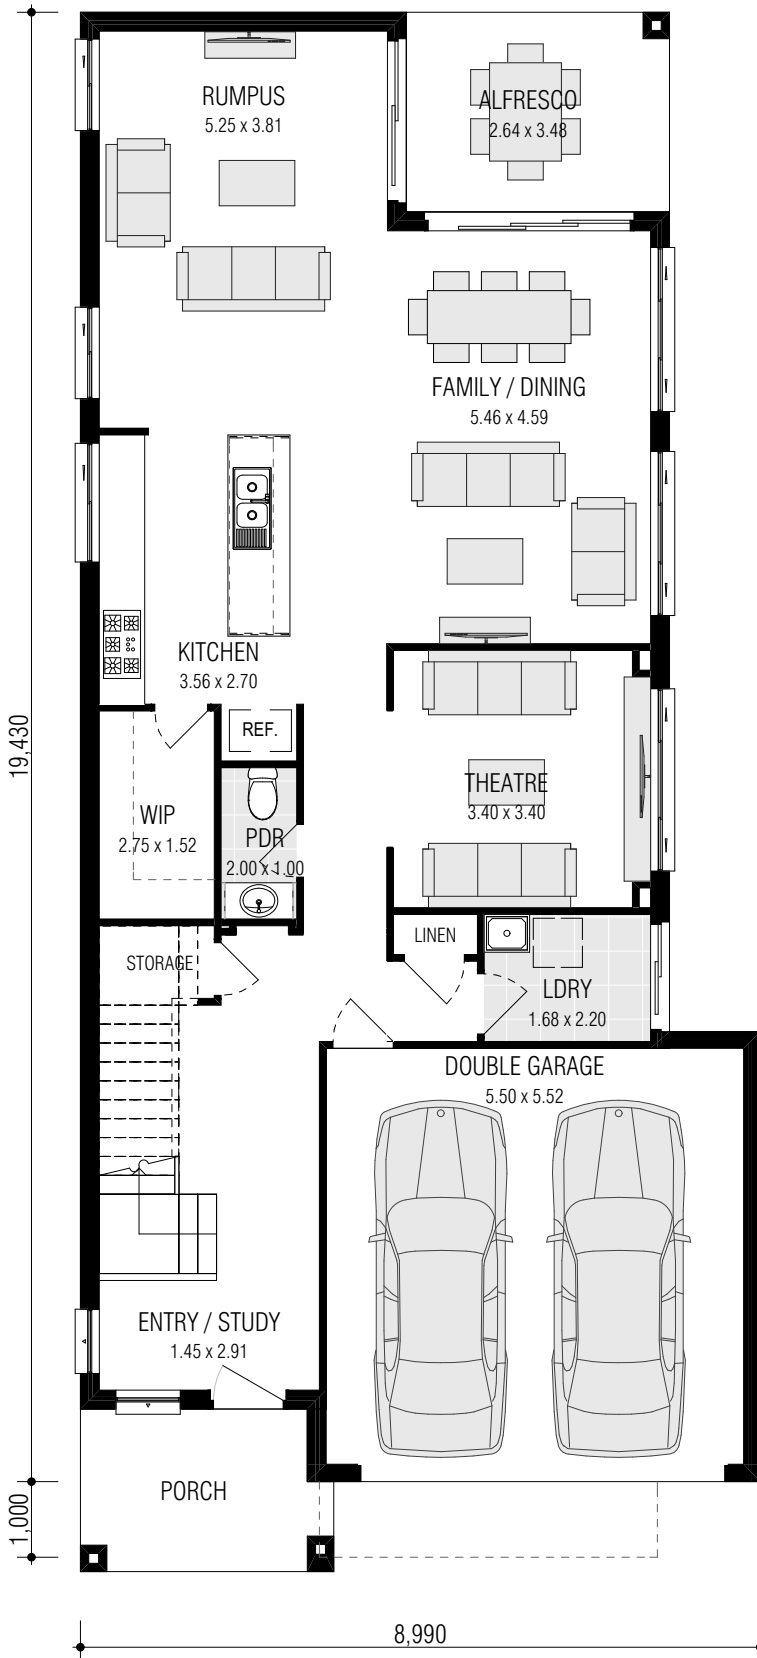 RUMPUS
5.25 x 3.81
ALFRESCO
2.64 x 3.48
FAMILY / DINING
5.46 x 4.59
KITCHEN
3.56 x 2.70
REF.
19,430
THEATRE
3.40 x 3.40
WIP
2.75 x 1.52
PDR
2.00 x 1.00
LINEN
STORAGE
LDRY
1.68 x 2.20
DOUBLE GARAGE
5.50 x 5.52
ENTRY / STUDY
1.45 x 2.91
PORCH
1,000
8,990